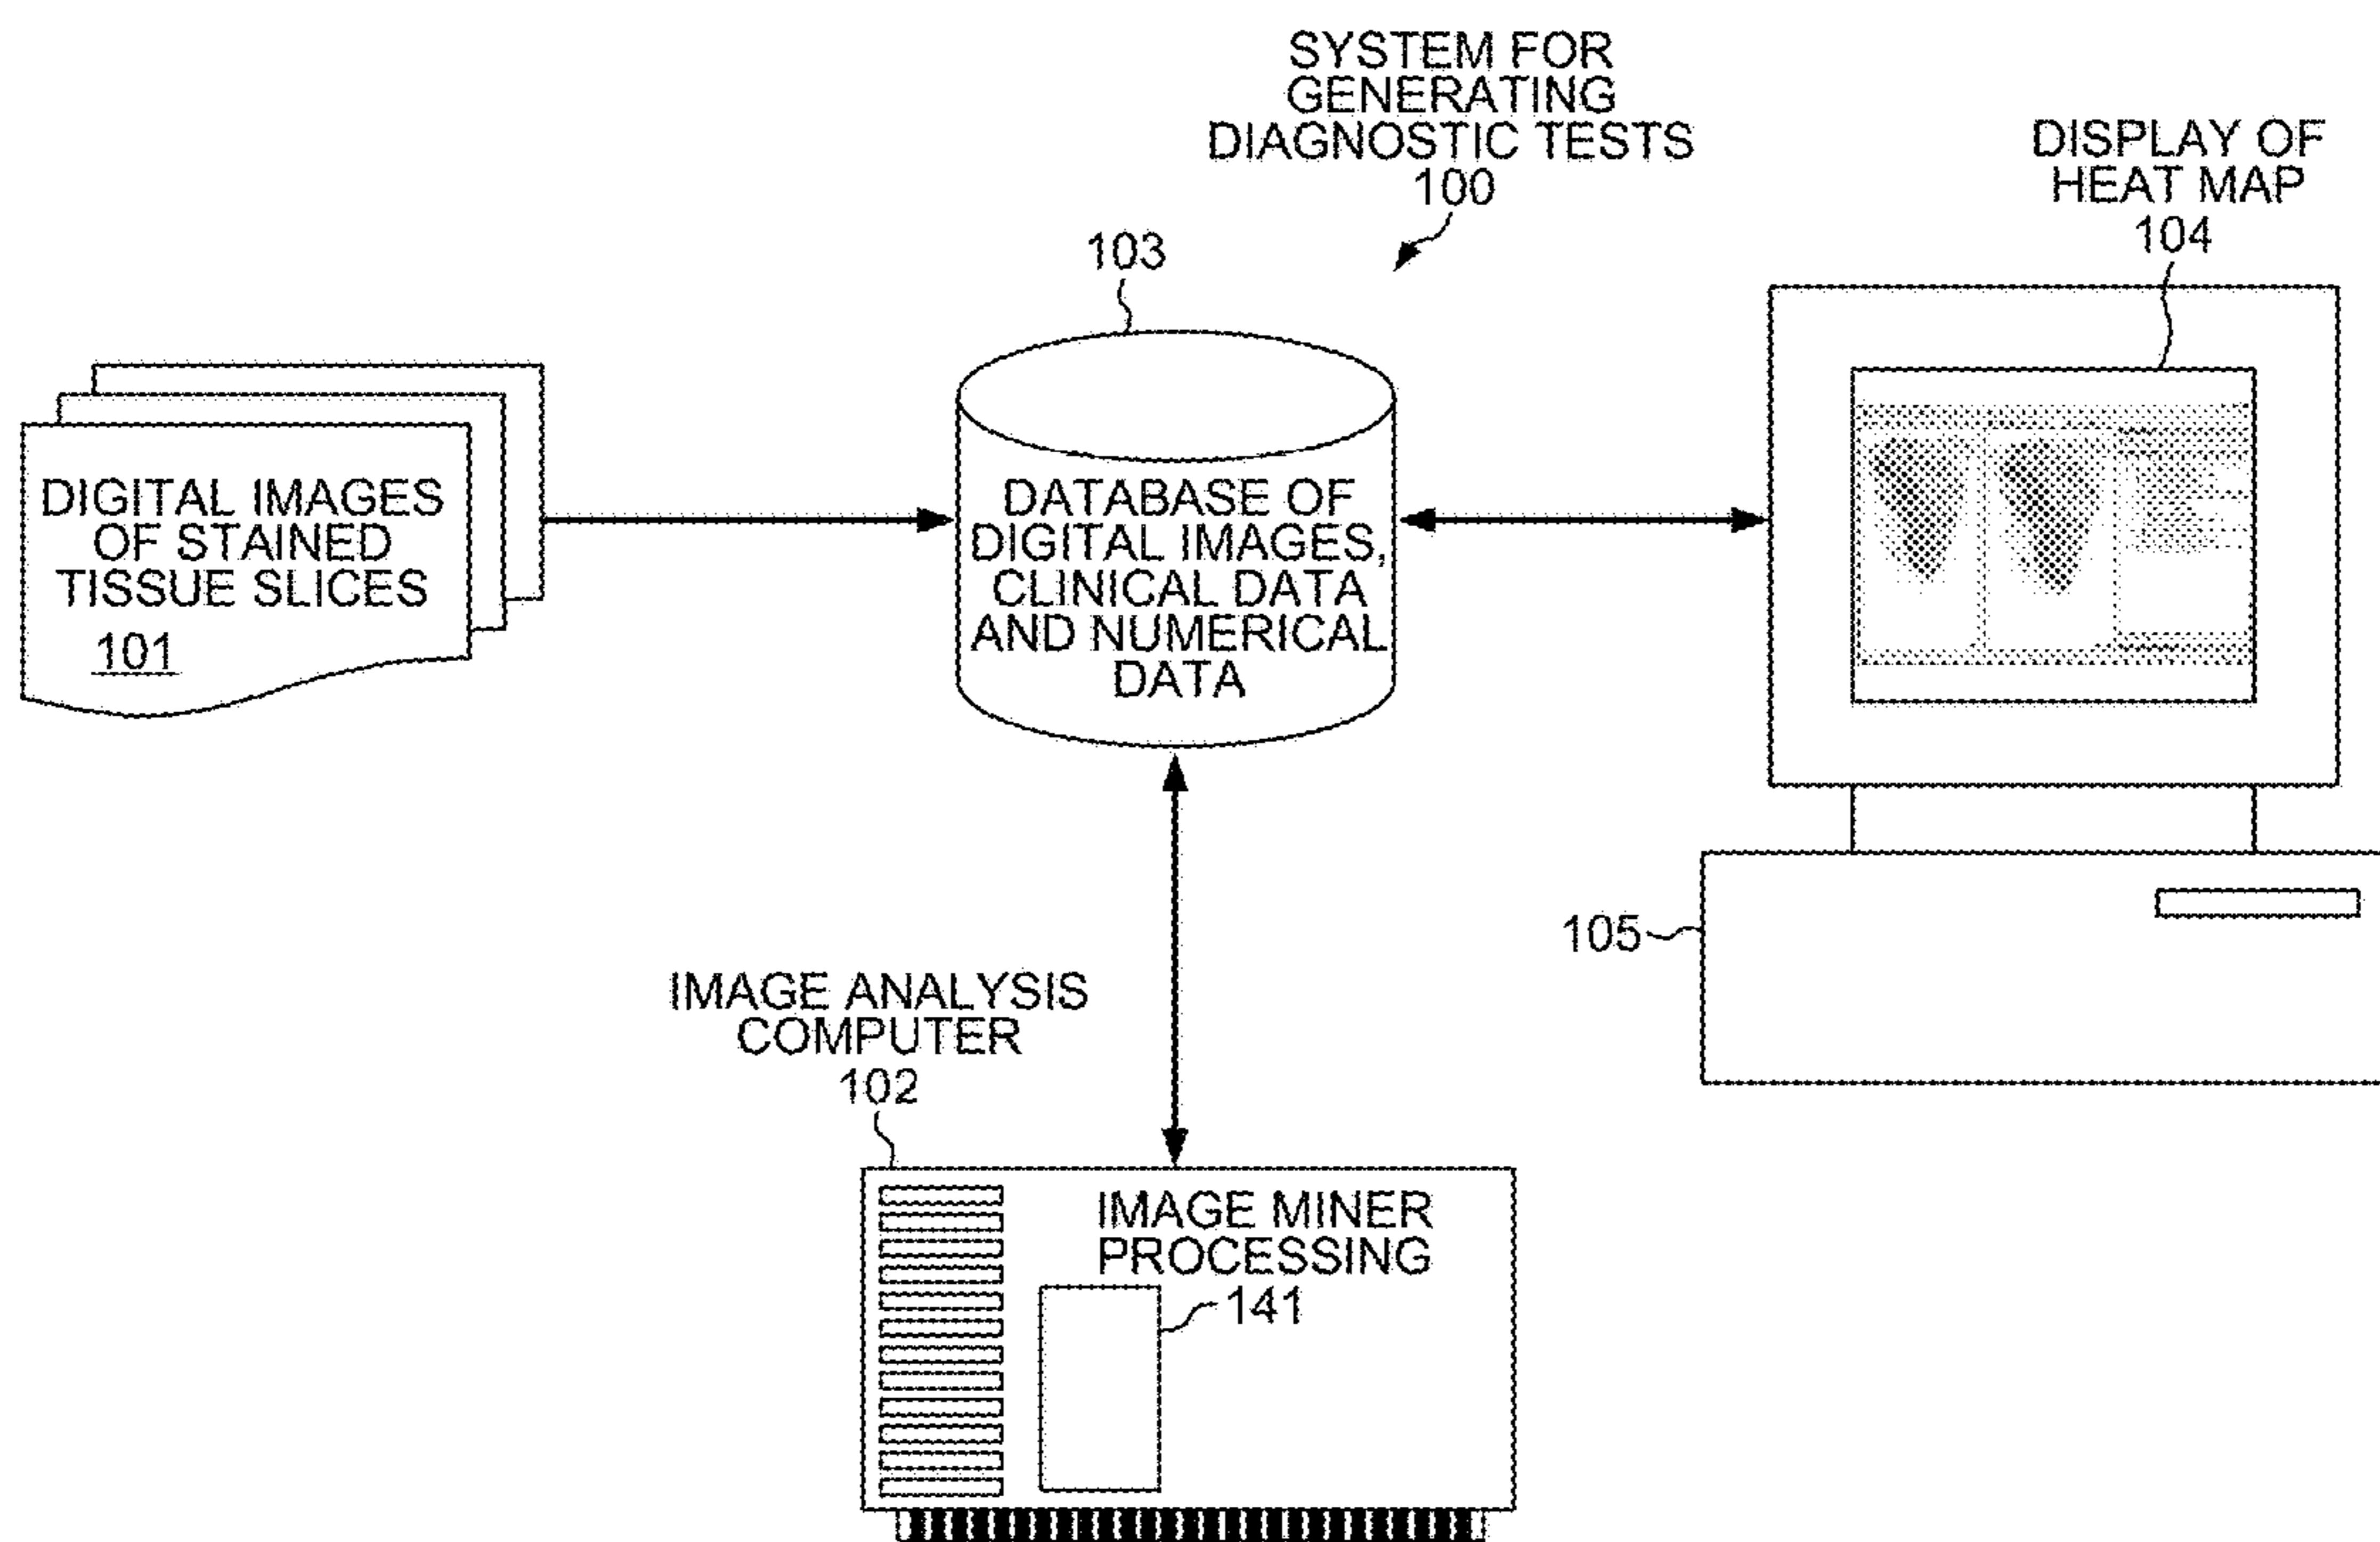 SYSTEM FOR
GENERATING
DIAGNOSTIC TESTS
100
DISPLAY OF
HEAT MAP
104
103
DIGITAL IMAGES
OF STAINED
TISSUE SLICES
101
DATABASE OF
DIGITAL IMAGES,
CLINICAL DATA
AND NUMERICAL
DATA
105
IMAGE ANALYSIS
COMPUTER
102
IMAGE MINER
PROCESSING
141